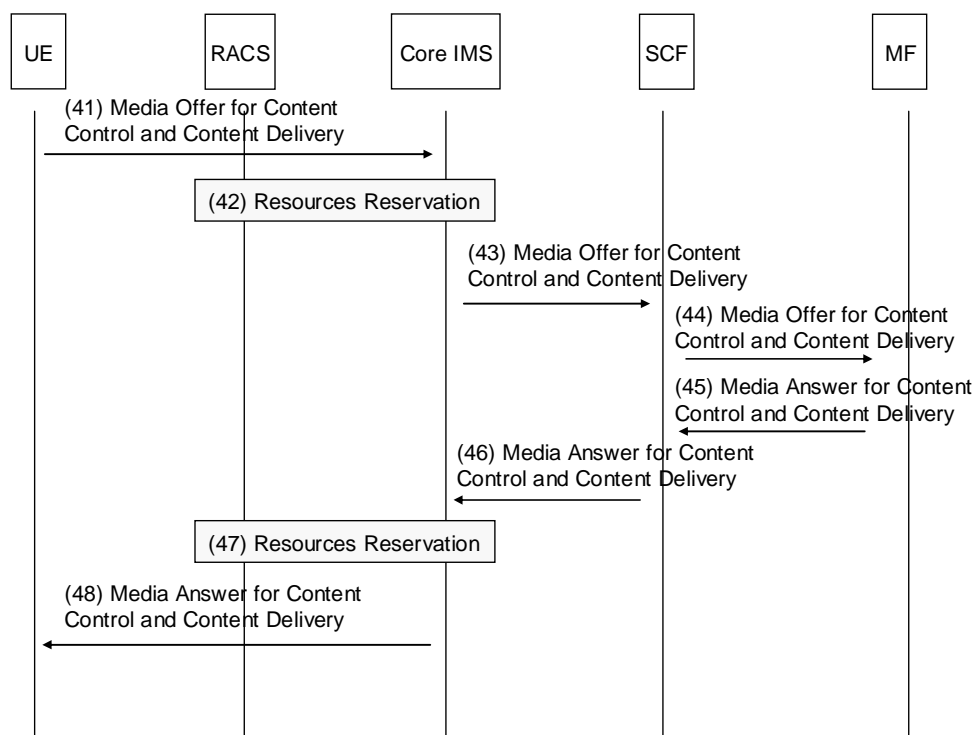 UE
RACS
Core IMS
SCF
MF
(41) Media Offer for Content
Control and Content Delivery
(42) Resources Reservation
(43) Media Offer for Content
Control and Content Delivery
(44) Media Offer for Content
Control and Content Delivery
(45) Media Answer for Content
Control and Content Delivery
(46) Media Answer for Content
Control and Content Delivery
(47) Resources Reservation
(48) Media Answer for Content
Control and Content Delivery